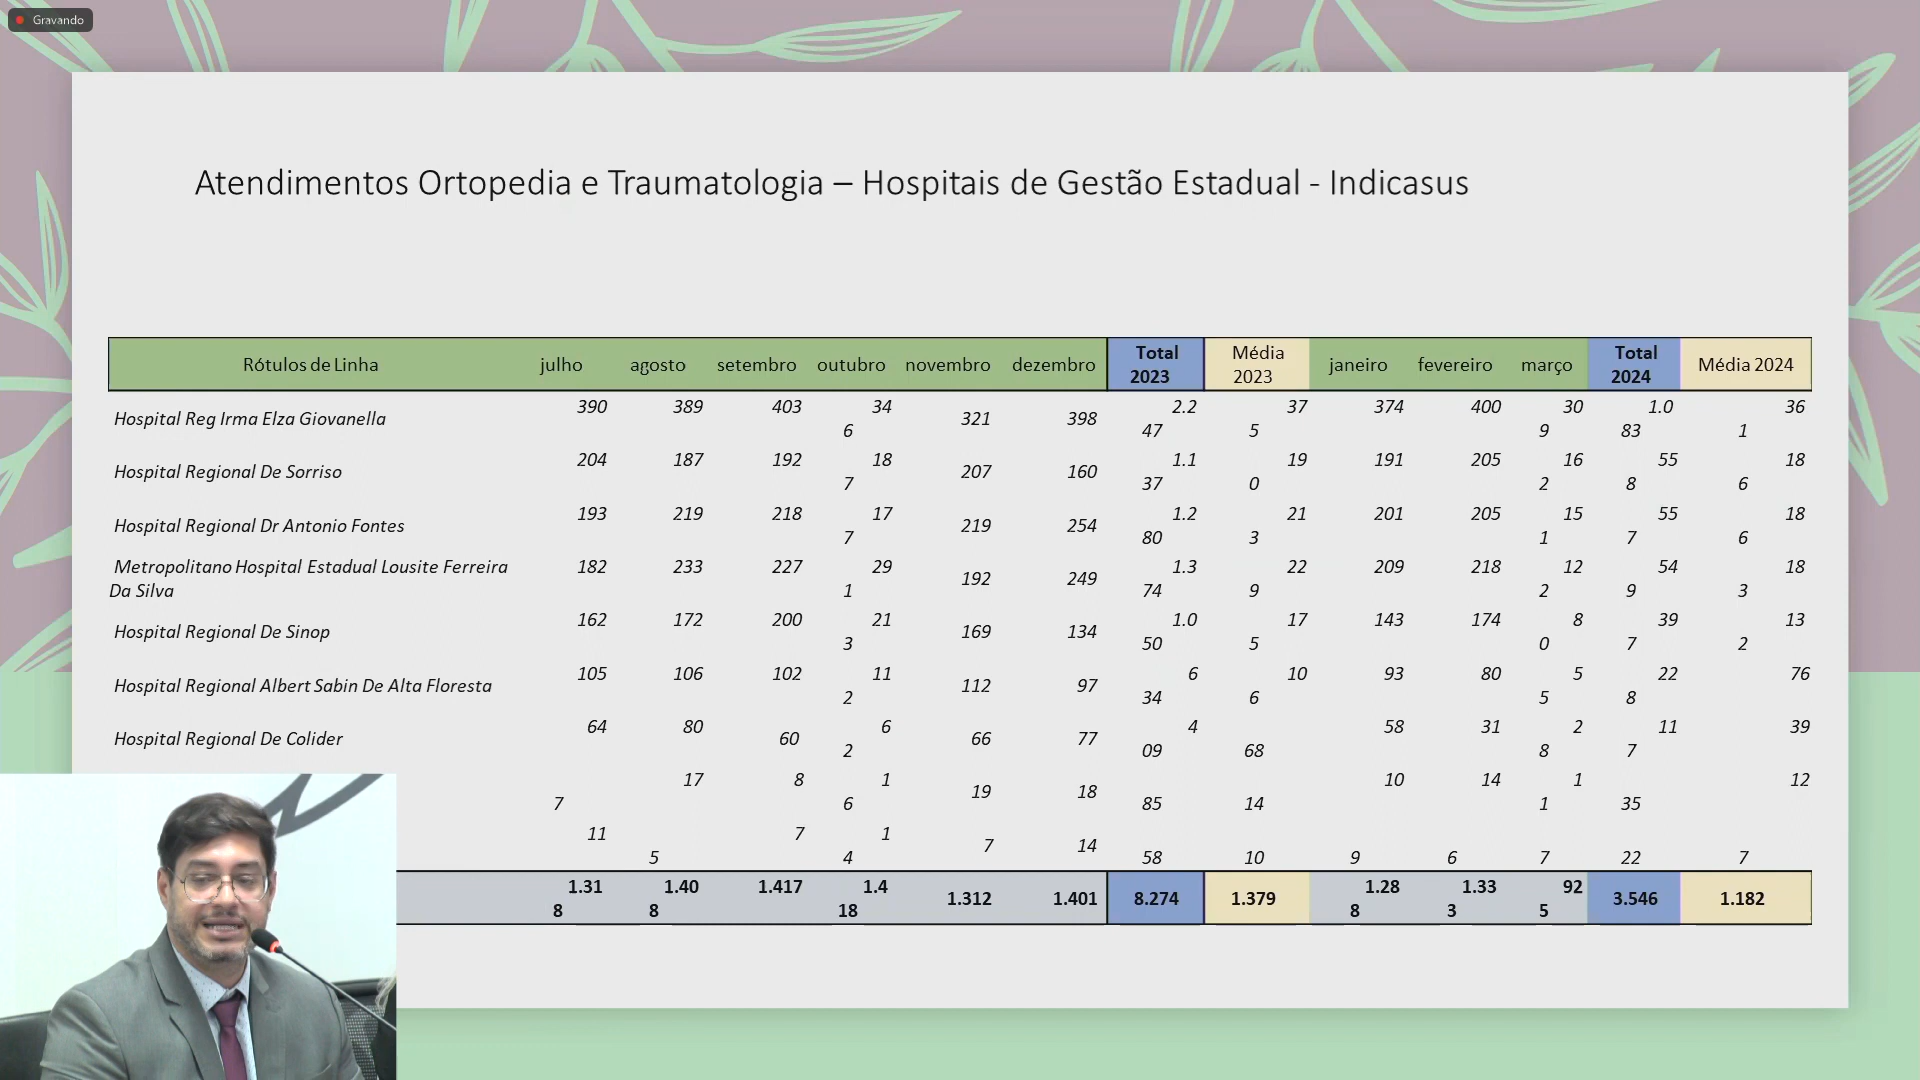 Gravando
Atendimentos Ortopedia e Traumatologia – Hospitais de Gestão Estadual - Indicasus
Rótulos de Linha julho agosto setembro outubro novembro dezembro Total 2023 Média 2023 janeiro fevereiro março Total 2024 Média 2024
Hospital Reg Irma Elza Giovanella 390 389 403 346 321 398 2.247 375 374 400 309 1.083 361
Hospital Regional De Sorriso 204 187 192 187 207 160 1.137 190 191 205 162 558 186
Hospital Regional Dr Antonio Fontes 193 219 218 177 219 254 1.280 213 201 205 151 557 186
Metropolitano Hospital Estadual Lousite Ferreira Da Silva 182 233 227 291 192 249 1.374 229 209 218 122 549 183
Hospital Regional De Sinop 162 172 200 213 169 134 1.050 175 143 174 80 397 132
Hospital Regional Albert Sabin De Alta Floresta 105 106 102 112 112 97 634 106 93 80 55 228 76
Hospital Regional De Colider 64 80 60 62 66 77 409 68 58 31 28 117 39
7 17 8 16 19 18 85 14 10 14 11 35 12
11 5 7 14 7 14 58 10 9 6 7 22 7
1.318 1.408 1.417 1.418 1.312 1.401 8.274 1.379 1.288 1.333 925 3.546 1.182